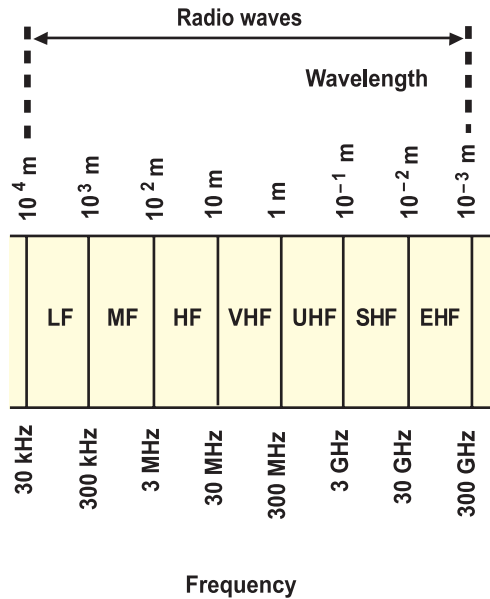 Radio waves
Wavelength
10⁴ m 10³ m 10² m 10 m 1 m 10⁻¹ m 10⁻² m 10⁻³ m
LF MF HF VHF UHF SHF EHF
30 kHz 300 kHz 3 MHz 30 MHz 300 MHz 3 GHz 30 GHz 300 GHz
Frequency